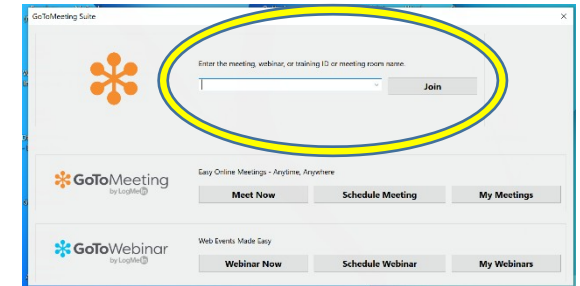 GoToMeeting Suite
Enter the meeting, webinar, or training ID or meeting room name.
Join
GoToMeeting
by LogMeIn
Easy Online Meetings - Anytime, Anywhere
Meet Now
Schedule Meeting
My Meetings
GoToWebinar
by LogMeIn
Web Events Made Easy
Webinar Now
Schedule Webinar
My Webinars